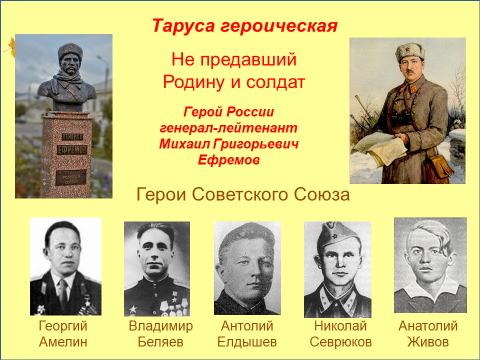 Таруса героическая
Не предавший
Родину и солдат
Герой России
генерал-лейтенант
Михаил Григорьевич
Ефремов
ЕФРЕМОВ
Герои Советского Союза
Георгий
Амелин
Владимир
Беляев
Антолий
Елдышев
Николай
Севрюков
Анатолий
Живов